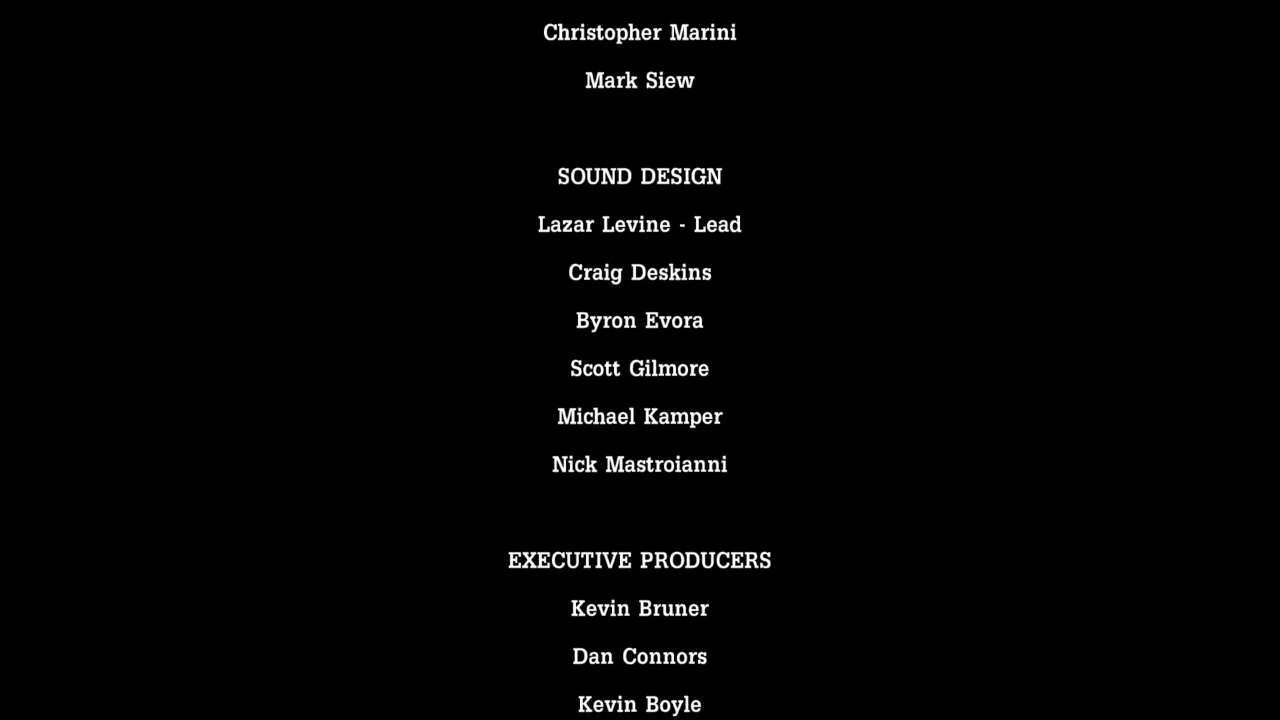 Christopher Marini
Mark Siew
SOUND DESIGN
Lazar Levine - Lead
Craig Deskins
Byron Evora
Scott Gilmore
Michael Kamper
Nick Mastroianni
EXECUTIVE PRODUCERS
Kevin Bruner
Dan Connors
Kevin Boyle